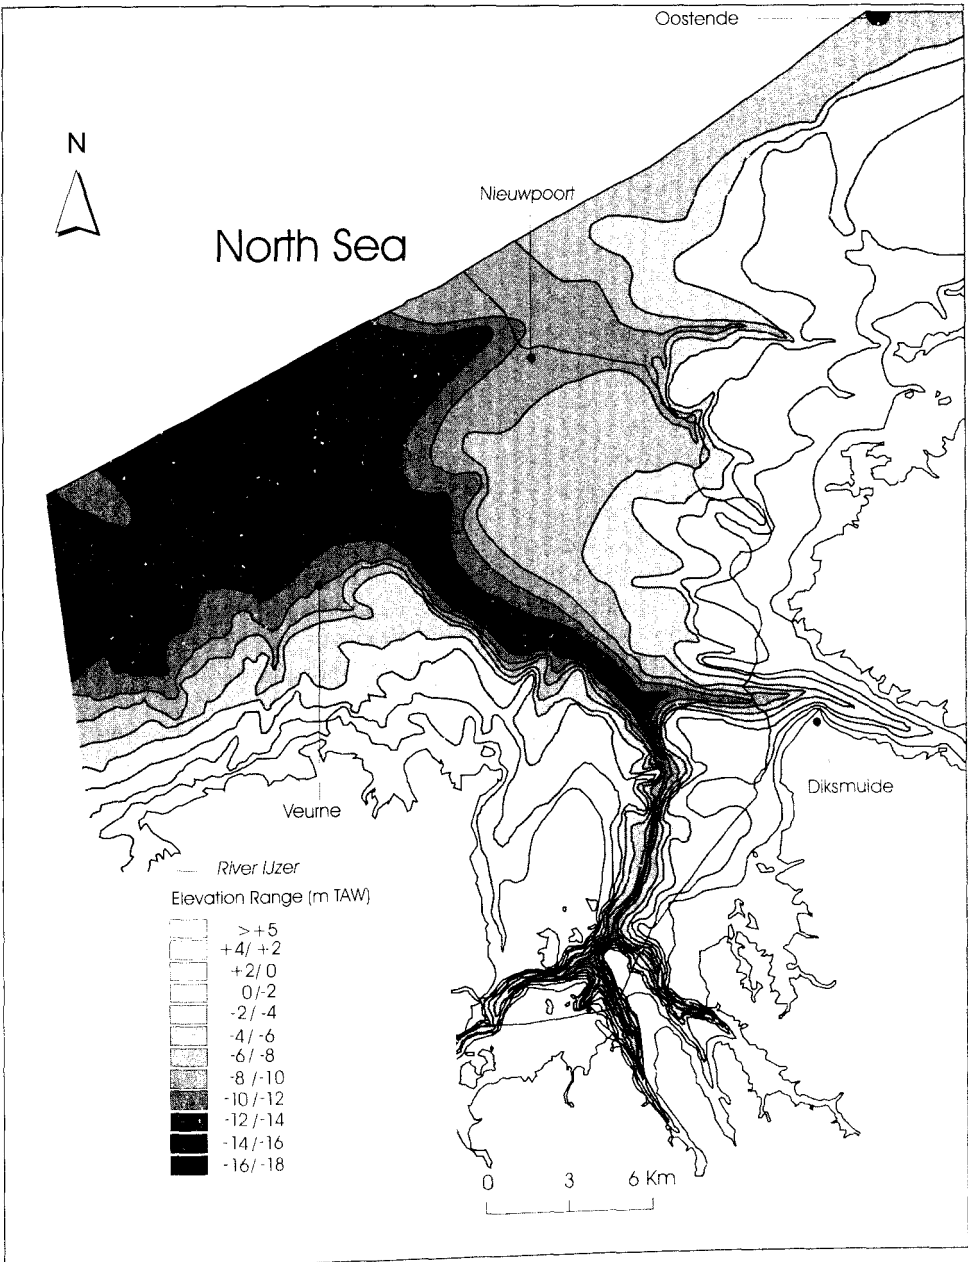 Oostende
N
Nieuwpoort
North Sea
Diksmuide
Veurne
River IJzer
Elevation Range (m TAW)
>+5
+4/ +2
+2/ 0
0/-2
-2/ -4
-4/ -6
-6/ -8
-8 /-10
-10/-12
-12/-14
-14/-16
-16/-18
0 3 6 Km